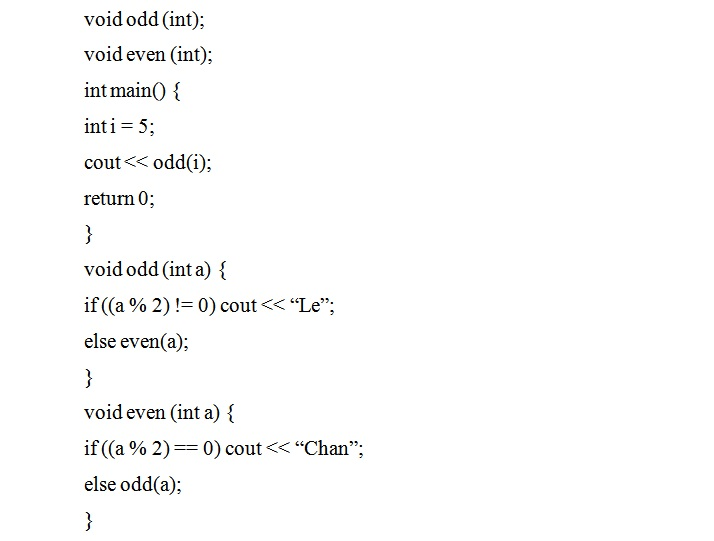 void odd (int);
void even (int);
int main() {
int i = 5;
cout << odd(i);
return 0;
}
void odd (int a) {
if ((a % 2) != 0) cout << “Le”;
else even(a);
}
void even (int a) {
if ((a % 2) == 0) cout << “Chan”;
else odd(a);
}